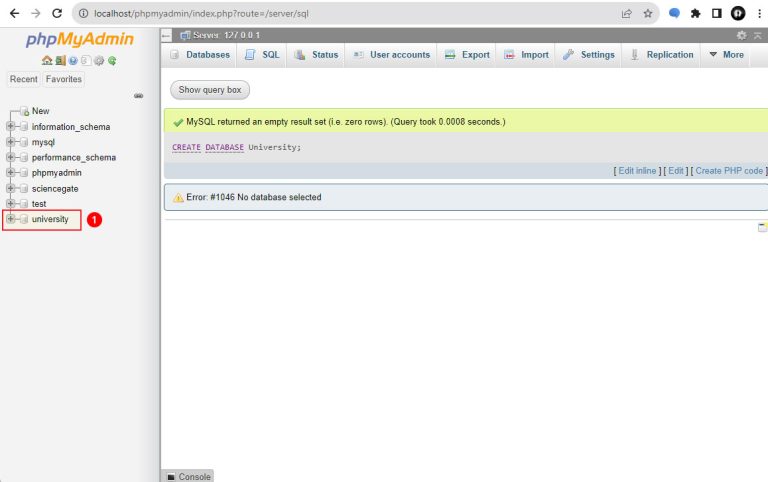 localhost/phpmyadmin/index.php?route=/server/sql
phpMyAdmin
Recent Favorites
New
information_schema
mysql
performance_schema
phpmyadmin
sciencegate
test
university
1
Server: 127.0.0.1
Databases SQL Status User accounts Export Import Settings Replication More
Show query box
MySQL returned an empty result set (i.e. zero rows). (Query took 0.0008 seconds.)
CREATE DATABASE University;
[ Edit inline ] [ Edit ] [ Create PHP code ]
Error: #1046 No database selected
Console